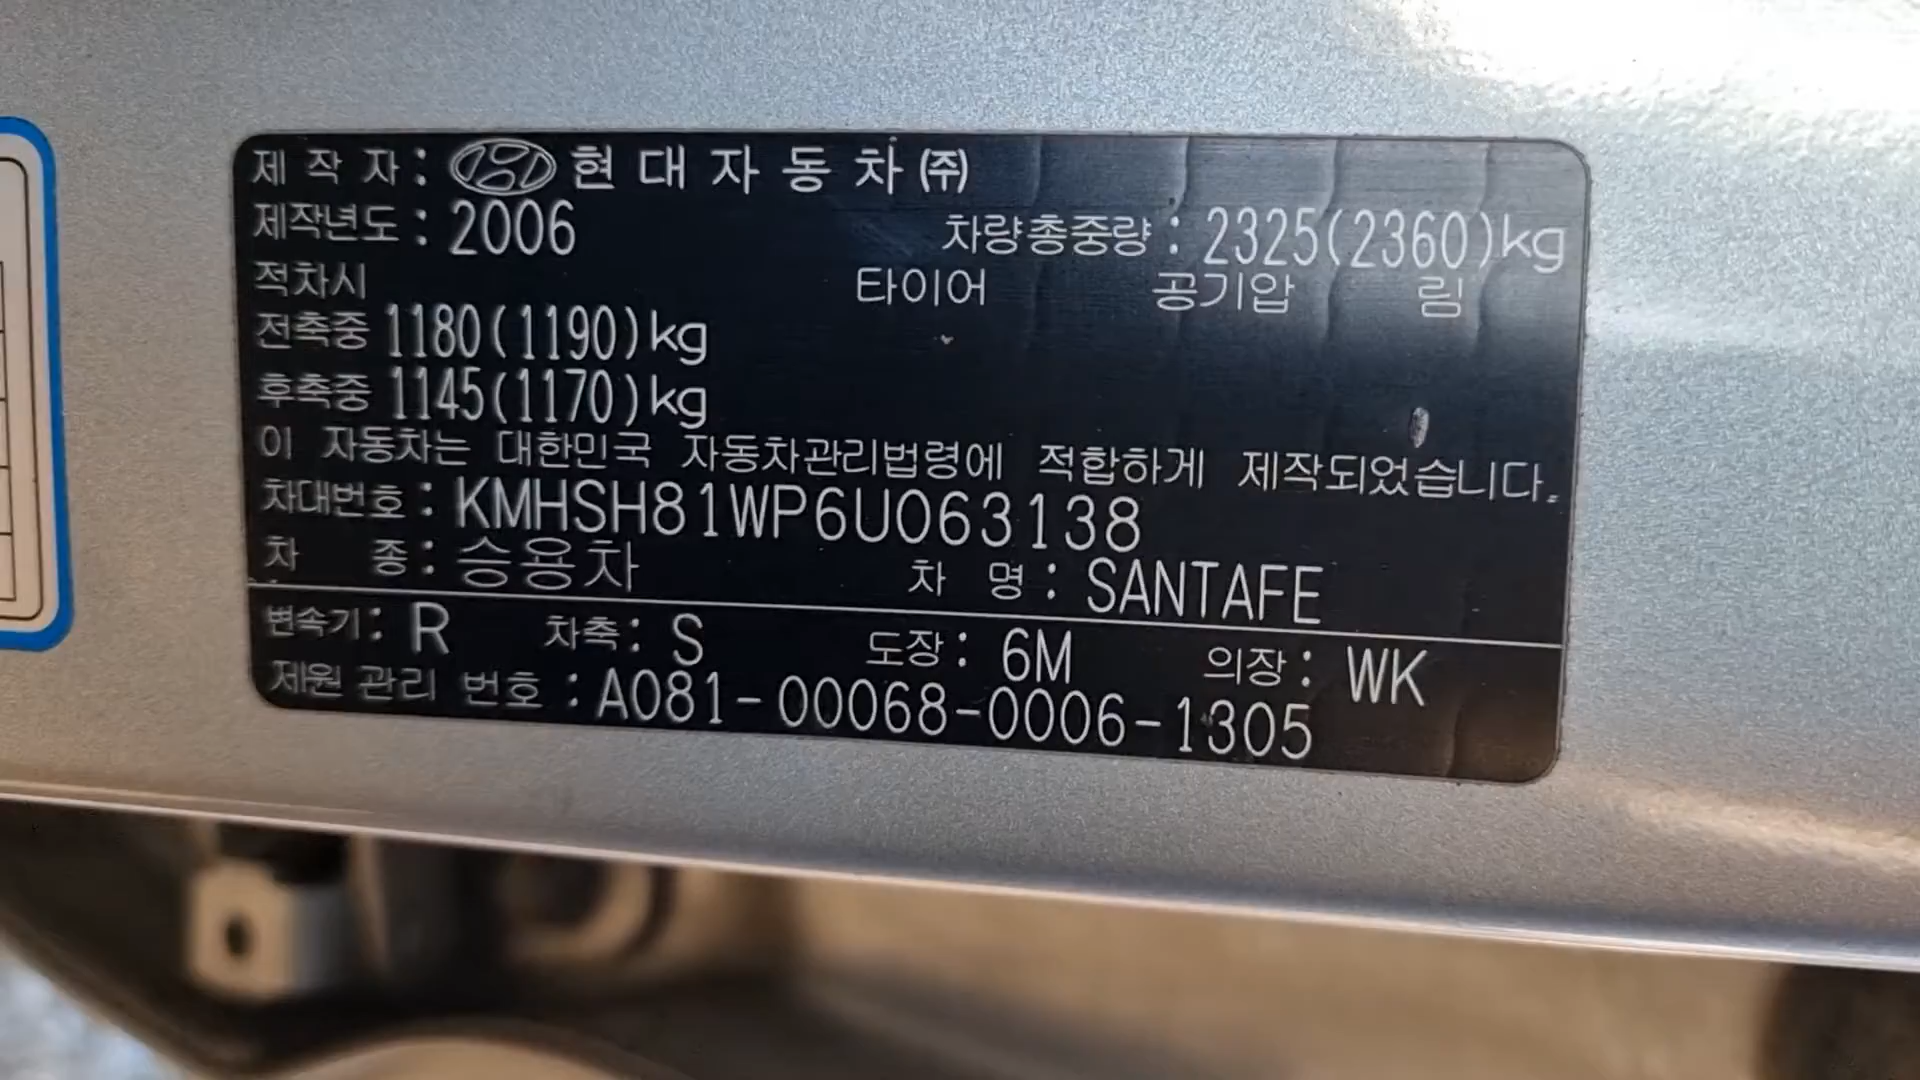 제 작 자 : 현 대 자 동 차 ㈜
제작년도 : 2006 차량총중량 : 2325(2360)kg
적차시 타이어 공기압 림
전축중 1180(1190)kg
후축중 1145(1170)kg
이 자동차는 대한민국 자동차관리법령에 적합하게 제작되었습니다.
차대번호 : KMHSH81WP6U063138
차 종 : 승용차 차 명 : SANTAFE
변속기 : R 차축 : S 도장 : 6M 의장 : WK
제원 관리 번호 : A081-00068-0006-1305